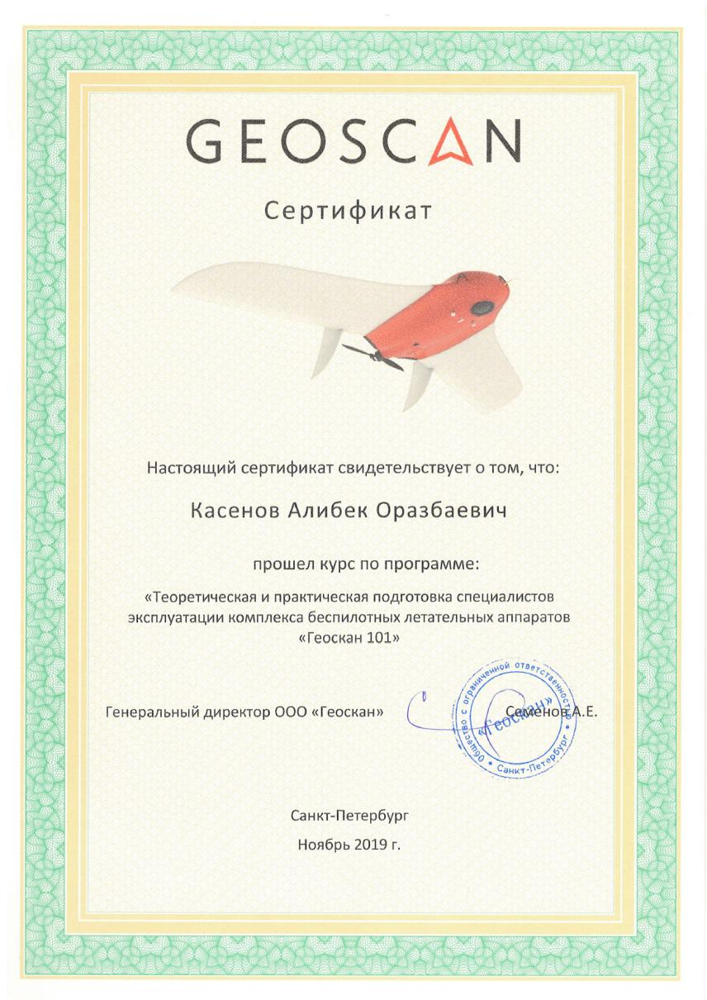 GEOSCAN
Сертификат
Настоящий сертификат свидетельствует о том, что:
Касенов Алибек Оразбаевич
прошел курс по программе:
«Теоретическая и практическая подготовка специалистов
эксплуатации комплекса беспилотных летательных аппаратов
«Геоскан 101»
Генеральный директор ООО «Геоскан»
Семенов А.Е.
Общество с ограниченной ответственностью
«Геоскан»
* Санкт-Петербург *
Санкт-Петербург
Ноябрь 2019 г.